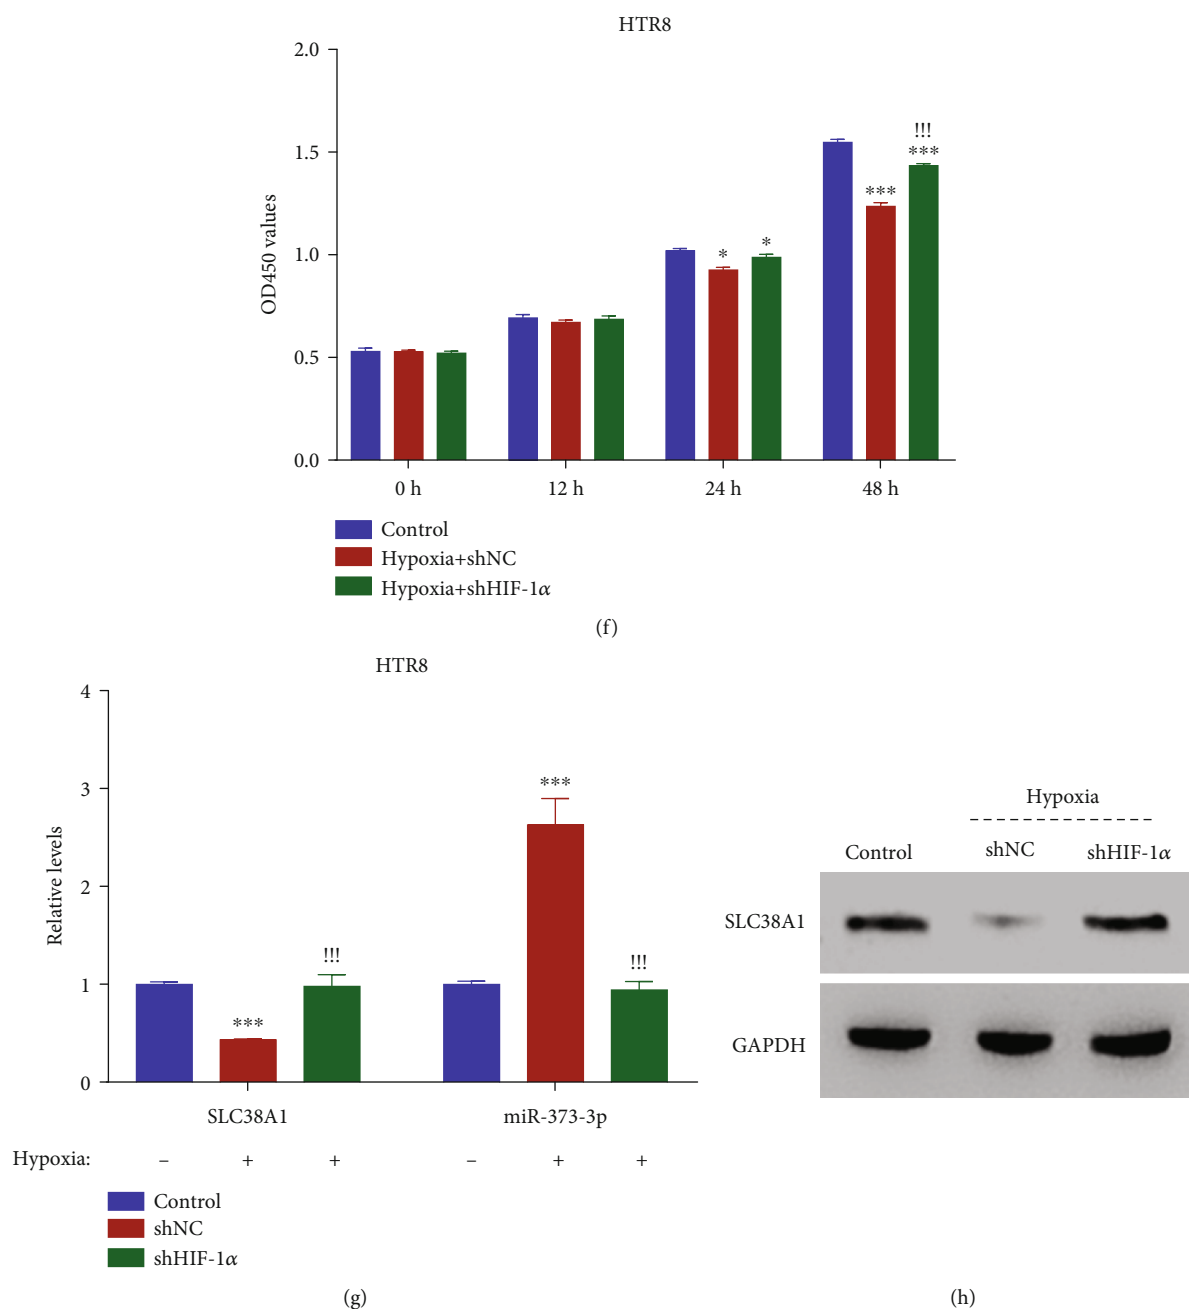 HTR8
2.0
1.5
1.0
0.5
0.0
OD450 values
*
*
***
***
!!!
0 h 12 h 24 h 48 h
Control
Hypoxia+shNC
Hypoxia+shHIF-1α
(f)
HTR8
4
3
2
1
0
Relative levels
***
!!!
***
!!!
SLC38A1 miR-373-3p
Hypoxia: – + + – + +
Control
shNC
shHIF-1α
(g)
Hypoxia
Control shNC shHIF-1α
SLC38A1
GAPDH
(h)